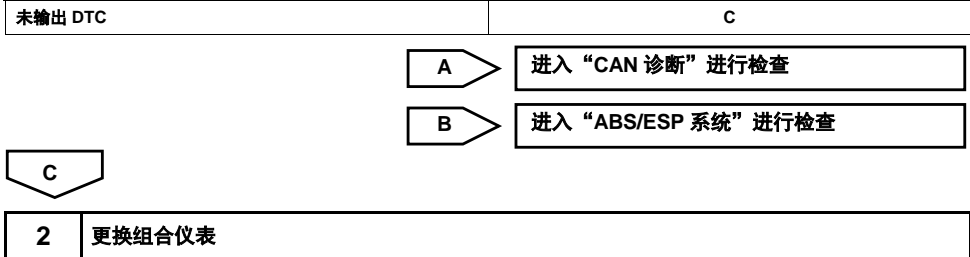 未输出 DTC C
A 进入“CAN 诊断”进行检查
B 进入“ABS/ESP 系统”进行检查
C
2 更换组合仪表